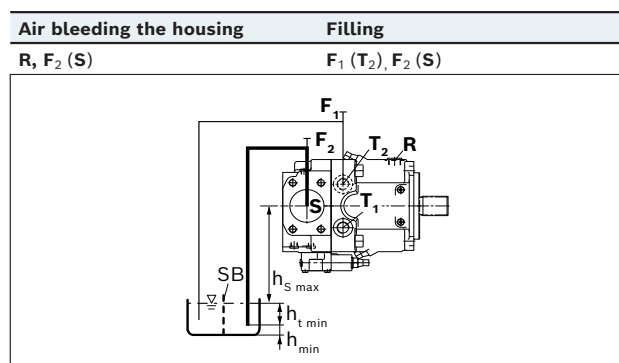 Air bleeding the housing Filling
R, F₂ (S) F₁ (T₂), F₂ (S)
F₁
F₂
T₂ R
S
T₁
SB
hS max
ht min
hmin